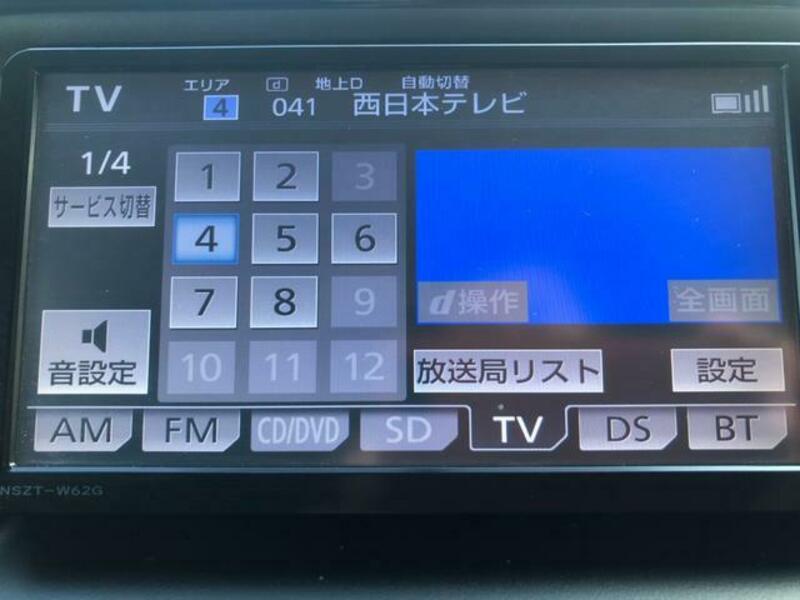 TV エリア 4 d 041 地上D 自動切替 西日本テレビ
1/4
サービス切替
1 2 3
4 5 6
7 8 9
10 11 12
d操作 全画面
音設定
放送局リスト 設定
AM FM CD/DVD SD TV DS BT
NSZT-W62G